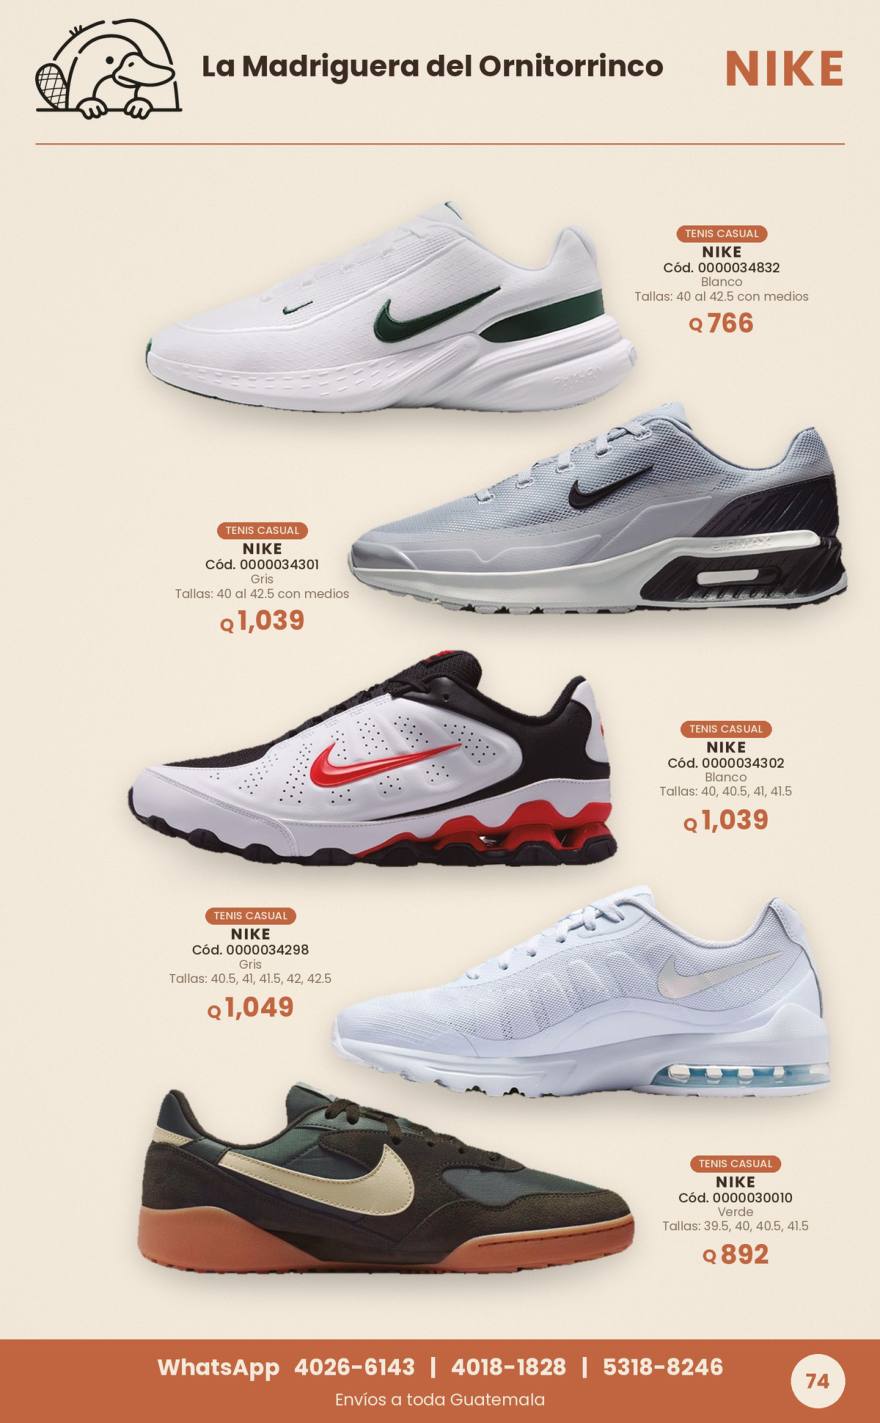 La Madriguera del Ornitorrinco
NIKE
TENIS CASUAL
NIKE
Cód. 0000034832
Blanco
Tallas: 40 al 42.5 con medios
Q 766
TENIS CASUAL
NIKE
Cód. 0000034301
Gris
Tallas: 40 al 42.5 con medios
Q 1,039
TENIS CASUAL
NIKE
Cód. 0000034302
Blanco
Tallas: 40, 40.5, 41, 41.5
Q 1,039
TENIS CASUAL
NIKE
Cód. 0000034298
Gris
Tallas: 40.5, 41, 41.5, 42, 42.5
Q 1,049
TENIS CASUAL
NIKE
Cód. 0000030010
Verde
Tallas: 39.5, 40, 40.5, 41.5
Q 892
WhatsApp 4026-6143 | 4018-1828 | 5318-8246
Envíos a toda Guatemala
74